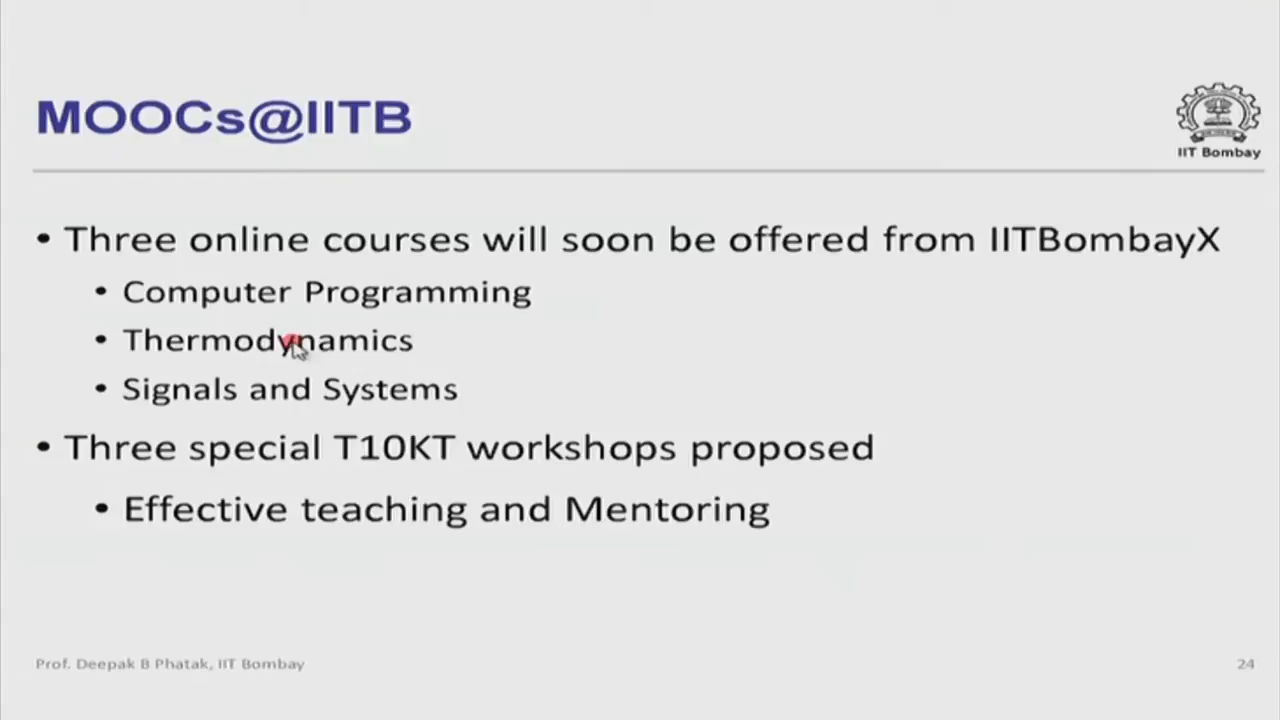 MOOCs@IITB
IIT Bombay
• Three online courses will soon be offered from IITBombayX
• Computer Programming
• Thermodynamics
• Signals and Systems
• Three special T10KT workshops proposed
• Effective teaching and Mentoring
Prof. Deepak B Phatak, IIT Bombay
24